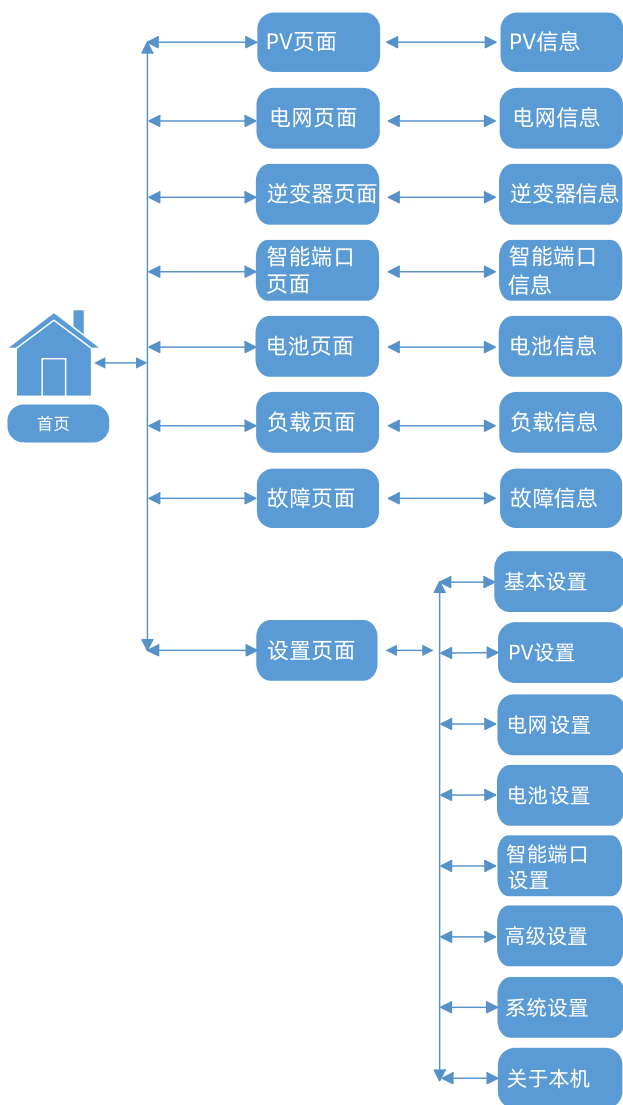 PV页面
PV信息
电网页面
电网信息
逆变器页面
逆变器信息
智能端口
页面
智能端口
信息
电池页面
电池信息
首页
负载页面
负载信息
故障页面
故障信息
设置页面
基本设置
PV设置
电网设置
电池设置
智能端口
设置
高级设置
系统设置
关于本机